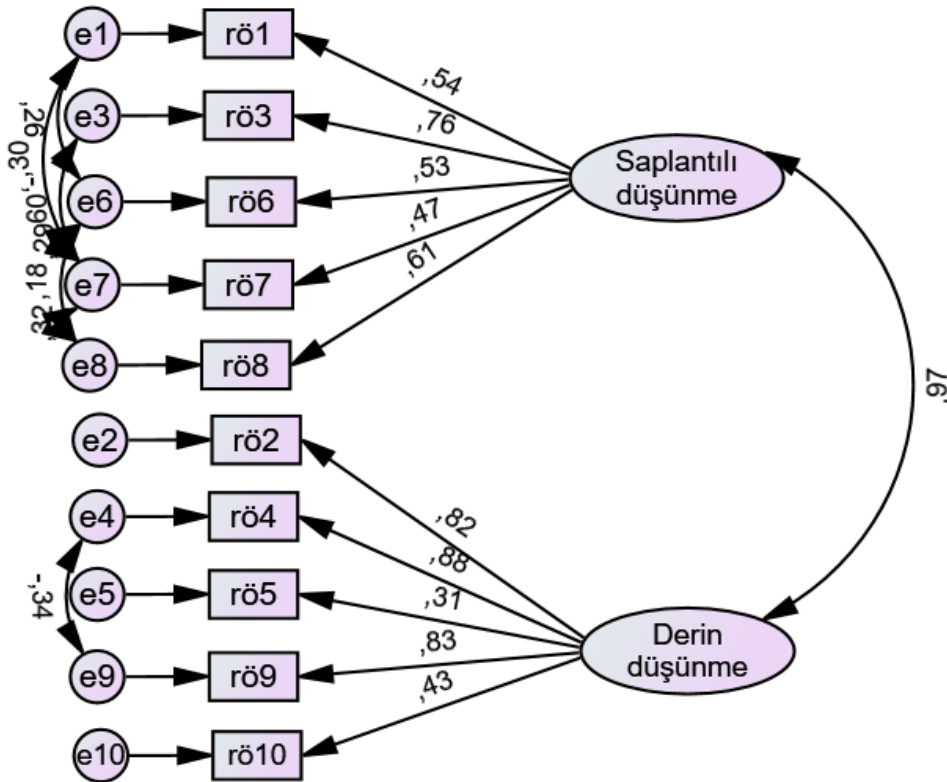 e1
rö1
,54
e3
rö3
,76
Saplantılı
düşünme
e6
rö6
,53
e7
rö7
,47
e8
rö8
,61
,26
-,30
,18
,32
,97
e2
rö2
,82
e4
rö4
,88
e5
rö5
,31
-,34
Derin
düşünme
e9
rö9
,83
e10
rö10
,43